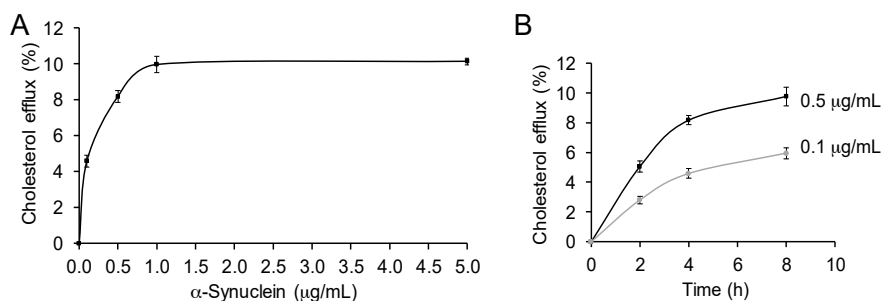 A
Cholesterol efflux (%)
12
10
8
6
4
2
0
0.0 0.5 1.0 1.5 2.0 2.5 3.0 3.5 4.0 4.5 5.0
α-Synuclein (μg/mL)
B
Cholesterol efflux (%)
12
10
8
6
4
2
0
0.5 μg/mL
0.1 μg/mL
0 2 4 6 8 10
Time (h)